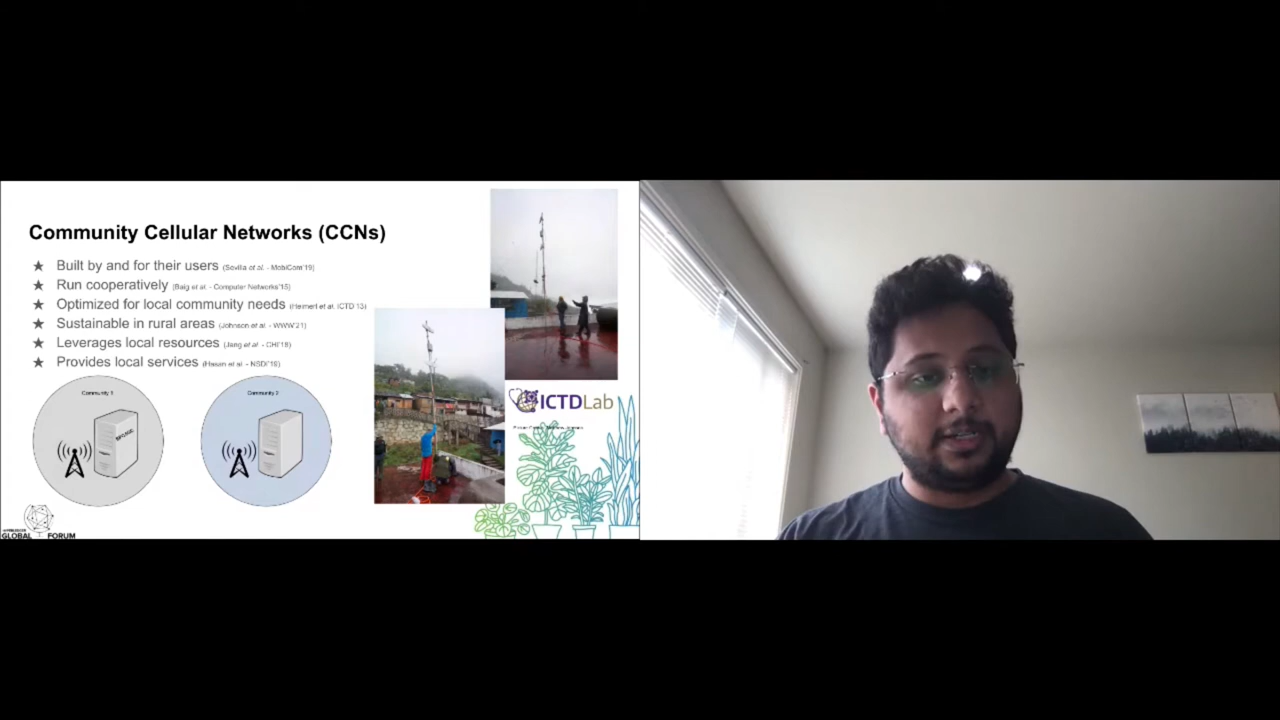 Community Cellular Networks (CCNs)
★ Built by and for their users (Sevilla et al. - MobiCom'19)
★ Run cooperatively (Baig et al. - Computer Networks'15)
★ Optimized for local community needs (Heimerl et al. ICTD'13)
★ Sustainable in rural areas (Johnson et al. - WWW'21)
★ Leverages local resources (Jang et al. - CHI'18)
★ Provides local services (Hasan et al. - NSDI'19)
Community 1
Community 2
ICTDLab
GLOBAL FORUM